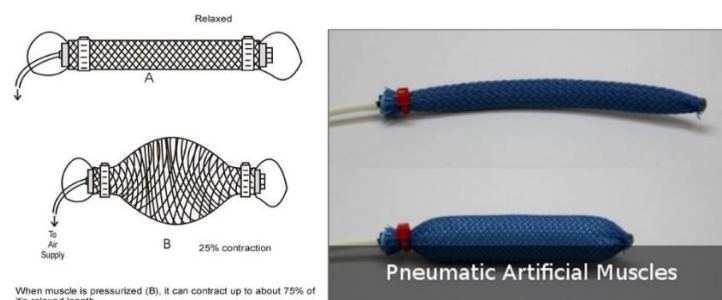 Relaxed
A
To
Air
Supply
B
25% contraction
When muscle is pressurized (B), it can contract up to about 75% of
it's relaxed length
Pneumatic Artificial Muscles